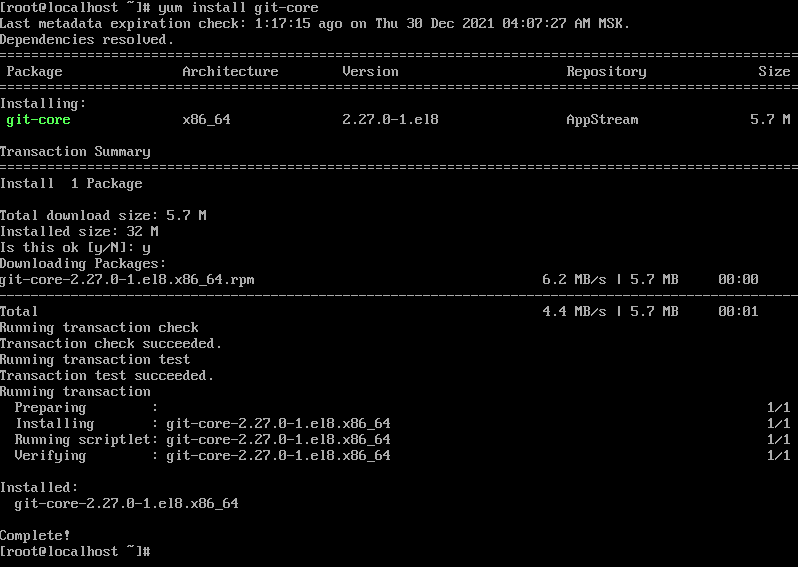 [root@localhost ~]# yum install git-core
Last metadata expiration check: 1:17:15 ago on Thu 30 Dec 2021 04:07:27 AM MSK.
Dependencies resolved.
================================================================================
Package Architecture Version Repository Size
================================================================================
Installing:
git-core x86_64 2.27.0-1.el8 AppStream 5.7 M
Transaction Summary
================================================================================
Install 1 Package
Total download size: 5.7 M
Installed size: 32 M
Is this ok [y/N]: y
Downloading Packages:
git-core-2.27.0-1.el8.x86_64.rpm 6.2 MB/s | 5.7 MB 00:00
--------------------------------------------------------------------------------
Total 4.4 MB/s | 5.7 MB 00:01
Running transaction check
Transaction check succeeded.
Running transaction test
Transaction test succeeded.
Running transaction
Preparing : 1/1
Installing : git-core-2.27.0-1.el8.x86_64 1/1
Running scriptlet: git-core-2.27.0-1.el8.x86_64 1/1
Verifying : git-core-2.27.0-1.el8.x86_64 1/1
Installed:
git-core-2.27.0-1.el8.x86_64
Complete!
[root@localhost ~]#